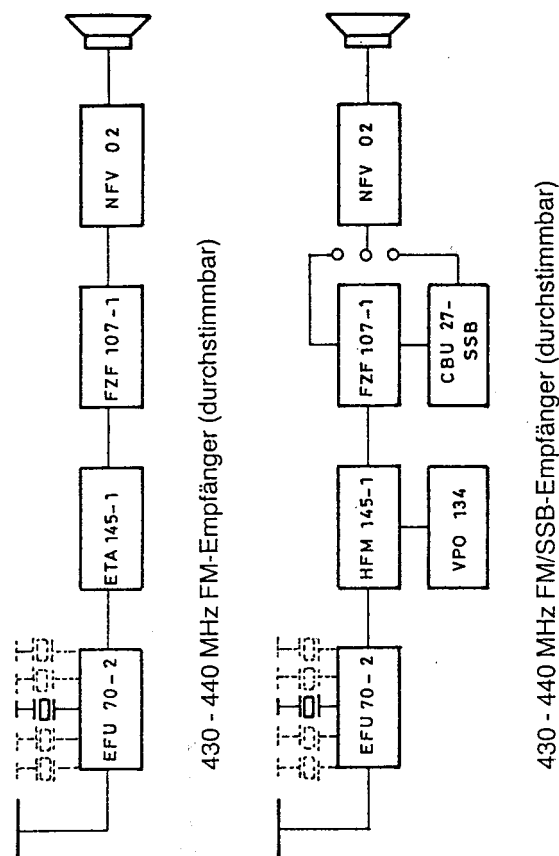 EFU 70-2
ETA 145-1
FZF 107-1
NFV 02
430 - 440 MHz FM-Empfänger (durchstimmbar)
EFU 70-2
HFM 145-1
VPO 134
FZF 107-1
CBU 27-
SSB
NFV 02
430 - 440 MHz FM/SSB-Empfänger (durchstimmbar)